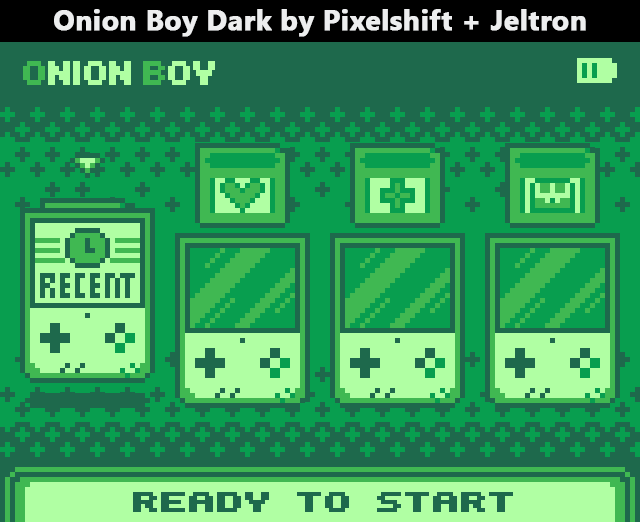 Onion Boy Dark by Pixelshift + Jeltron
ONION BOY
RECENT
READY TO START